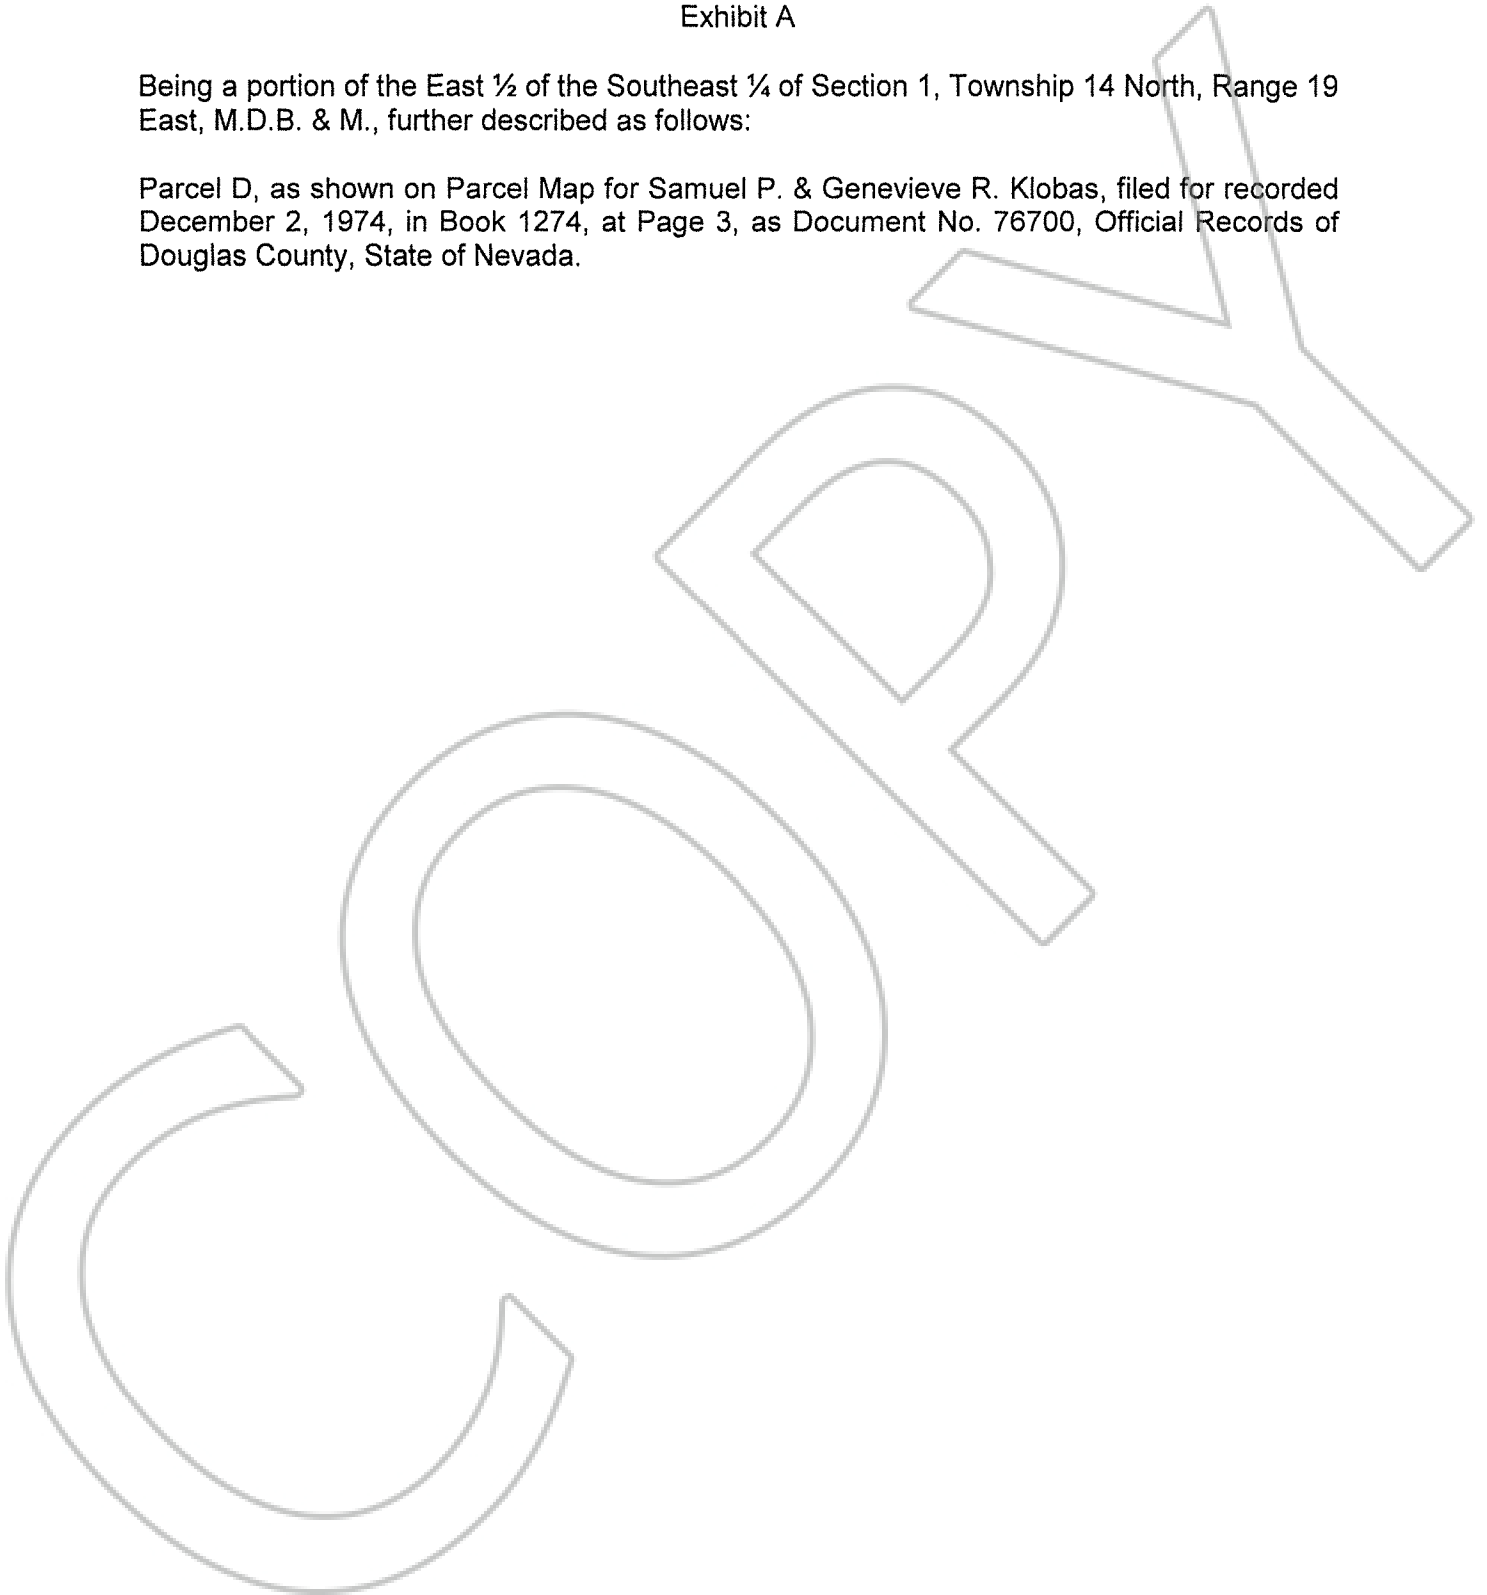 Exhibit A
Being a portion of the East ½ of the Southeast ¼ of Section 1, Township 14 North, Range 19
East, M.D.B. & M., further described as follows:
Parcel D, as shown on Parcel Map for Samuel P. & Genevieve R. Klobas, filed for recorded
December 2, 1974, in Book 1274, at Page 3, as Document No. 76700, Official Records of
Douglas County, State of Nevada.
COPY